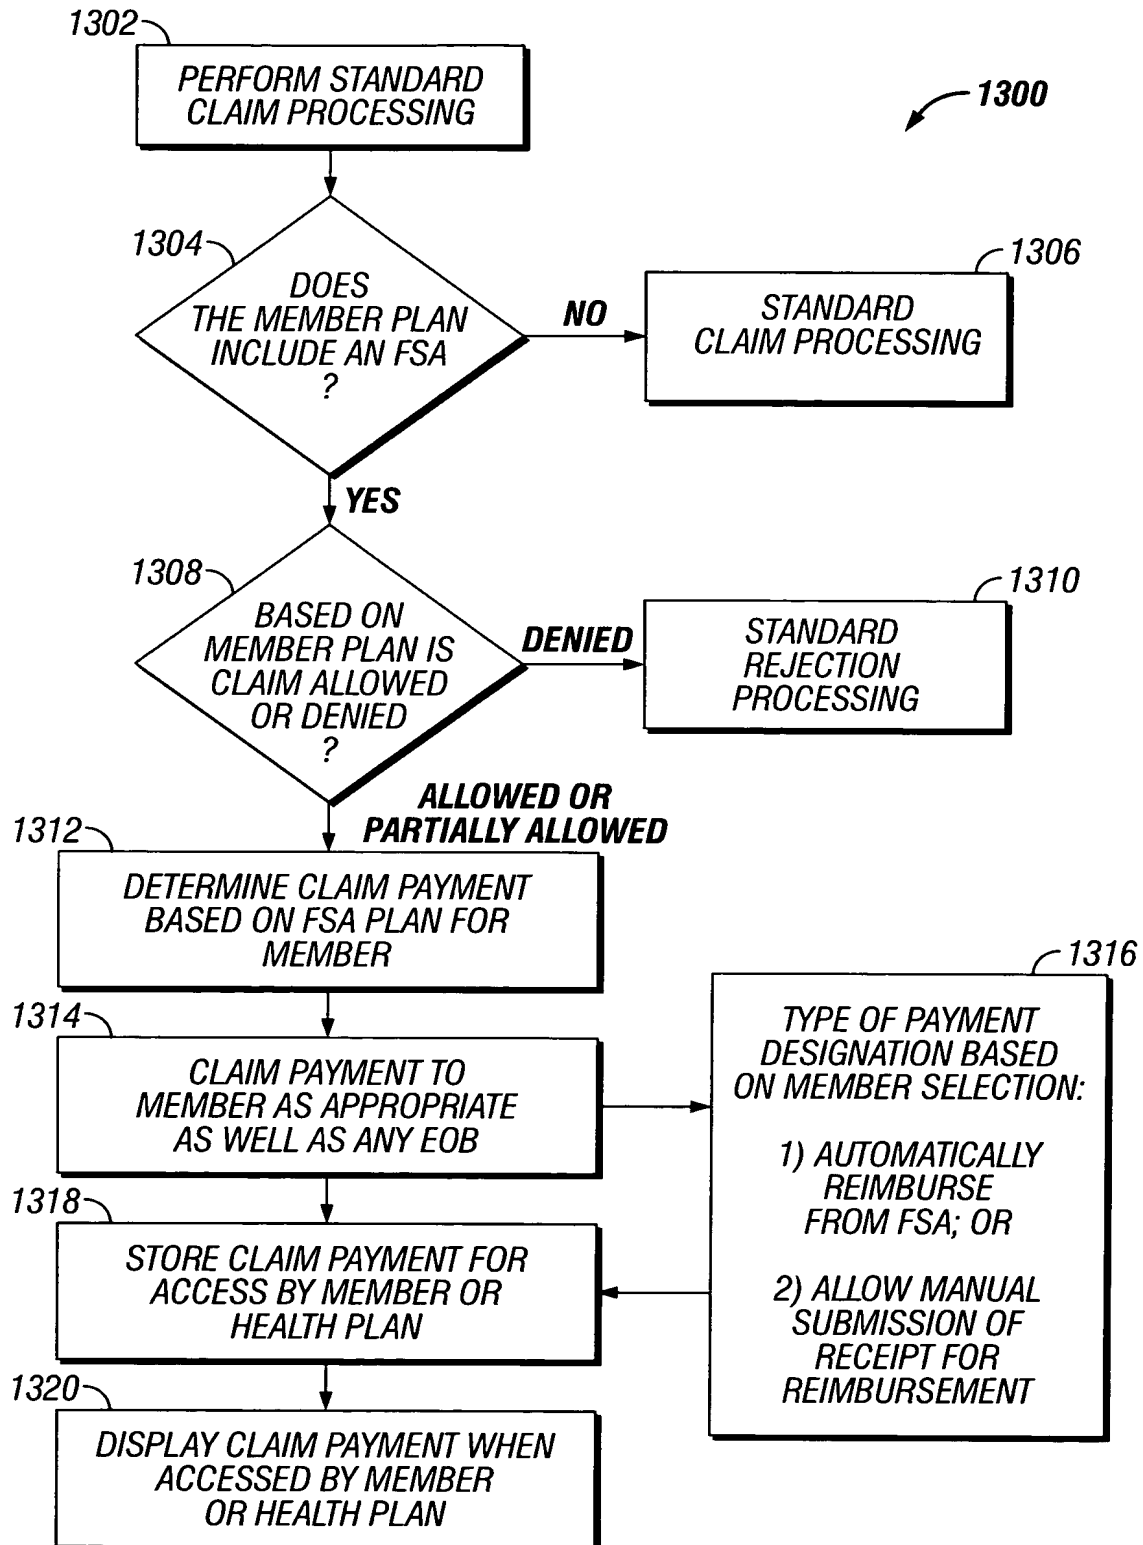 1302
PERFORM STANDARD
CLAIM PROCESSING
1300
1304
DOES
THE MEMBER PLAN
INCLUDE AN FSA
?
NO
1306
STANDARD
CLAIM PROCESSING
YES
1308
BASED ON
MEMBER PLAN IS
CLAIM ALLOWED
OR DENIED
?
DENIED
1310
STANDARD
REJECTION
PROCESSING
ALLOWED OR
PARTIALLY ALLOWED
1312
DETERMINE CLAIM PAYMENT
BASED ON FSA PLAN FOR
MEMBER
1314
CLAIM PAYMENT TO
MEMBER AS APPROPRIATE
AS WELL AS ANY EOB
1316
TYPE OF PAYMENT
DESIGNATION BASED
ON MEMBER SELECTION:
1) AUTOMATICALLY
REIMBURSE
FROM FSA; OR
2) ALLOW MANUAL
SUBMISSION OF
RECEIPT FOR
REIMBURSEMENT
1318
STORE CLAIM PAYMENT FOR
ACCESS BY MEMBER OR
HEALTH PLAN
1320
DISPLAY CLAIM PAYMENT WHEN
ACCESSED BY MEMBER
OR HEALTH PLAN